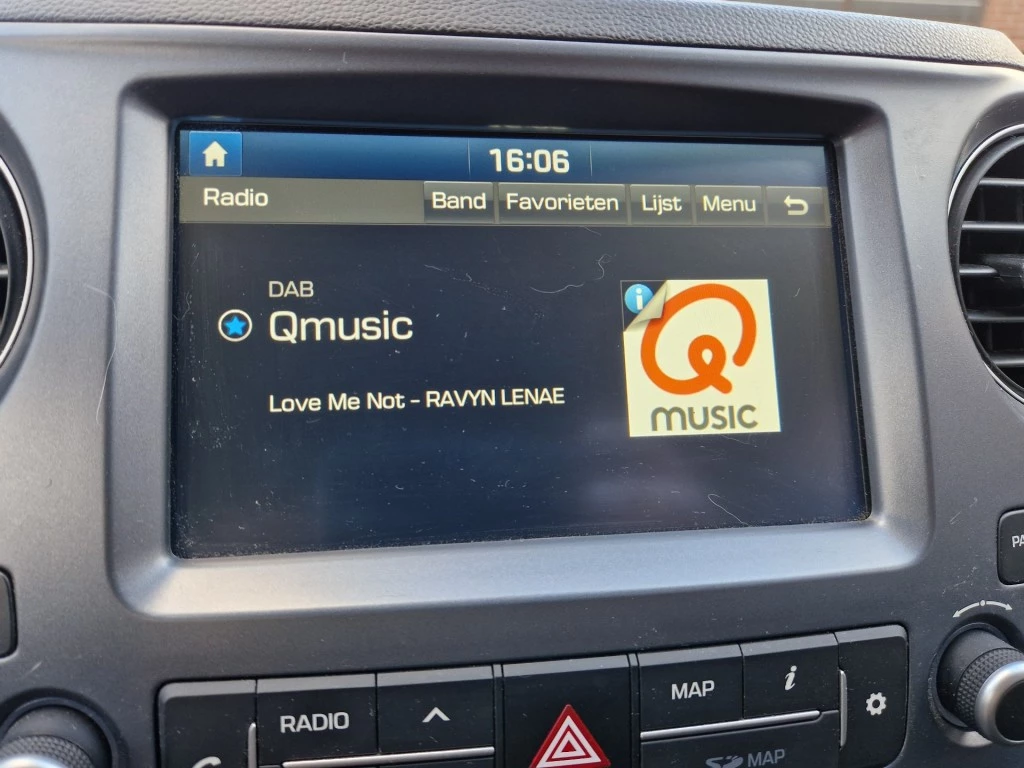 16:06
Radio Band Favorieten Lijst Menu
DAB
Qmusic
Love Me Not - RAVYN LENAE
i
Q
MUSIC
RADIO
MAP
i
MAP